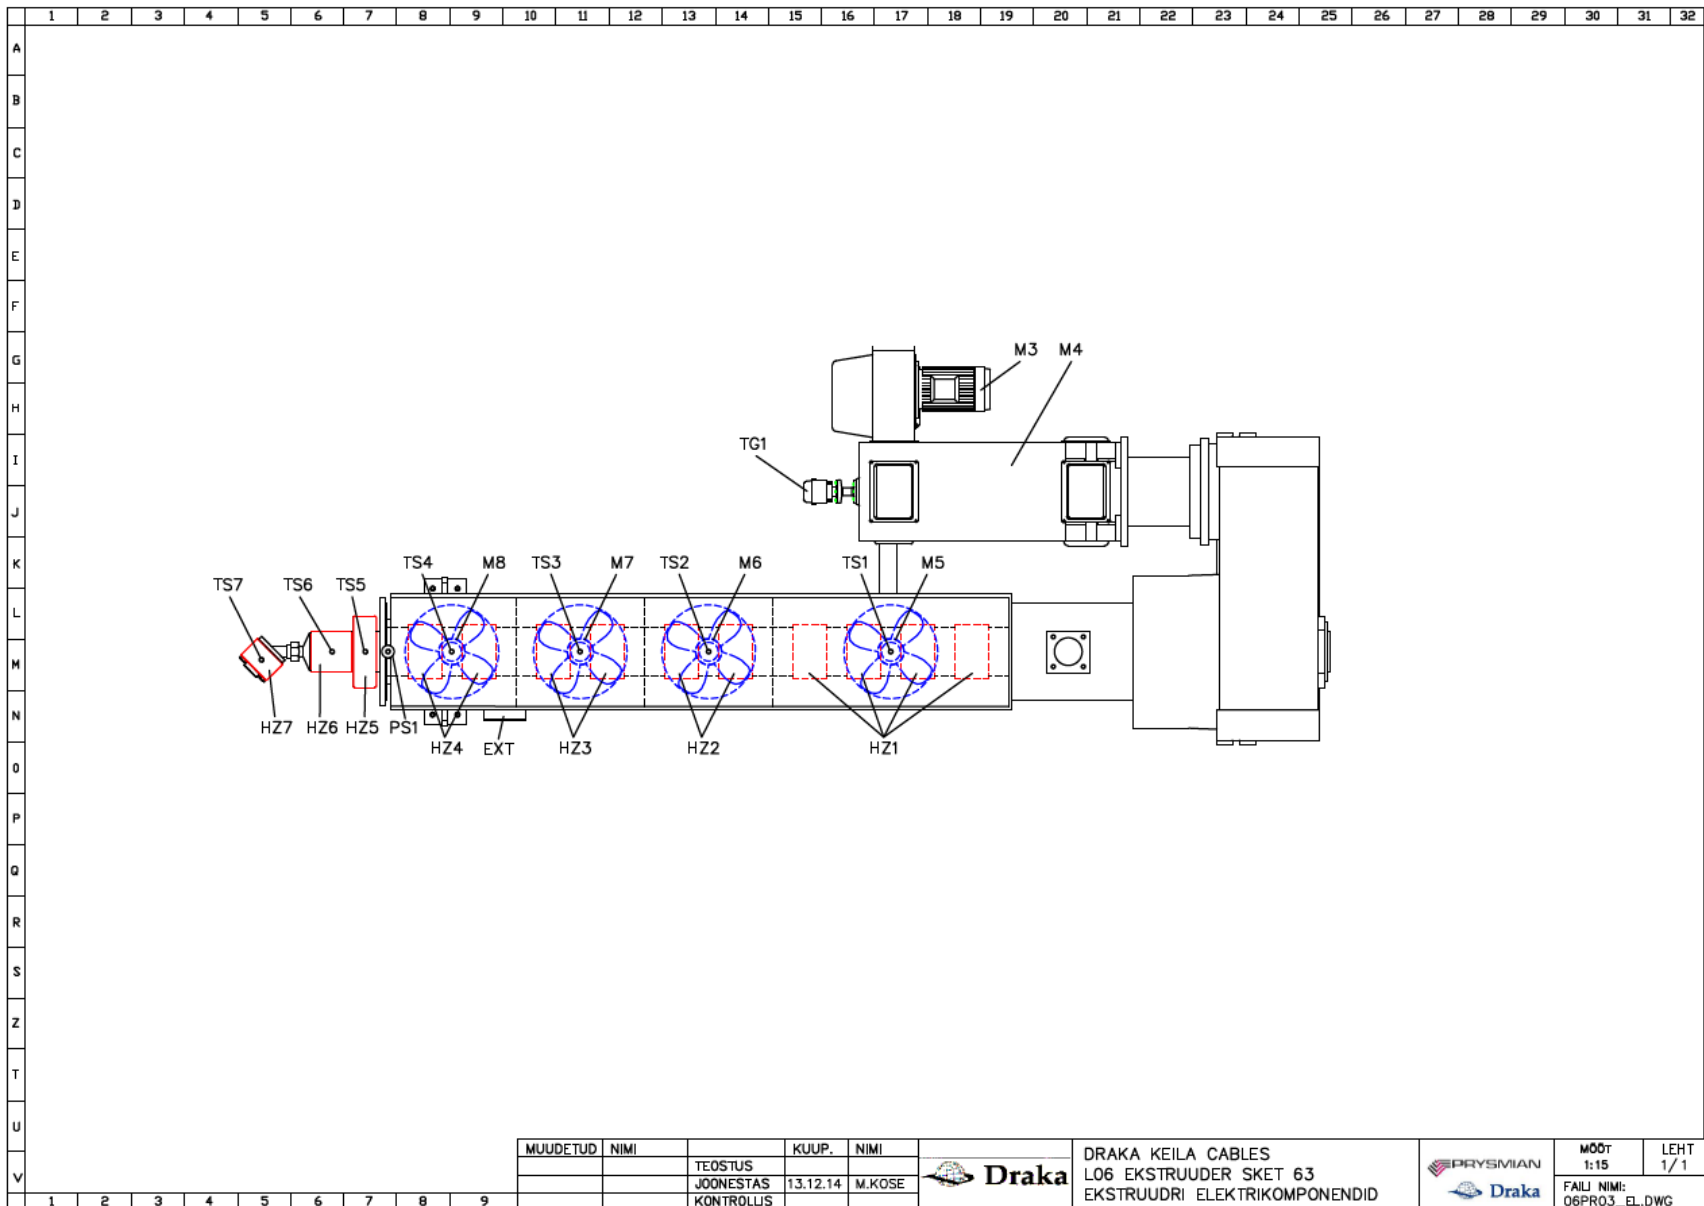 1 2 3 4 5 6 7 8 9 10 11 12 13 14 15 16 17 18 19 20 21 22 23 24 25 26 27 28 29 30 31 32
A
B
C
D
E
F
G
H
I
J
K
L
M
N
O
P
Q
R
S
Z
T
U
V
M3 M4
TG1
TS4 M8 TS3 M7 TS2 M6 TS1 M5
TS7 TS6 TS5
HZ7 HZ6 HZ5 PS1
HZ4 EXT HZ3 HZ2 HZ1
1 2 3 4 5 6 7 8 9
MUUDETUD NIMI KUUP. NIMI
TEOSTUS
JOONESTAS 13.12.14 M.KOSE
KONTROLLIS
Draka
DRAKA KEILA CABLES
L06 EKSTRUUDER SKET 63
EKSTRUUDRI ELEKTRIKOMPONENDID
PRYSMIAN
Draka
MÕÕT
1:15
LEHT
1/1
FAILI NIMI:
06PR03_EL.DWG